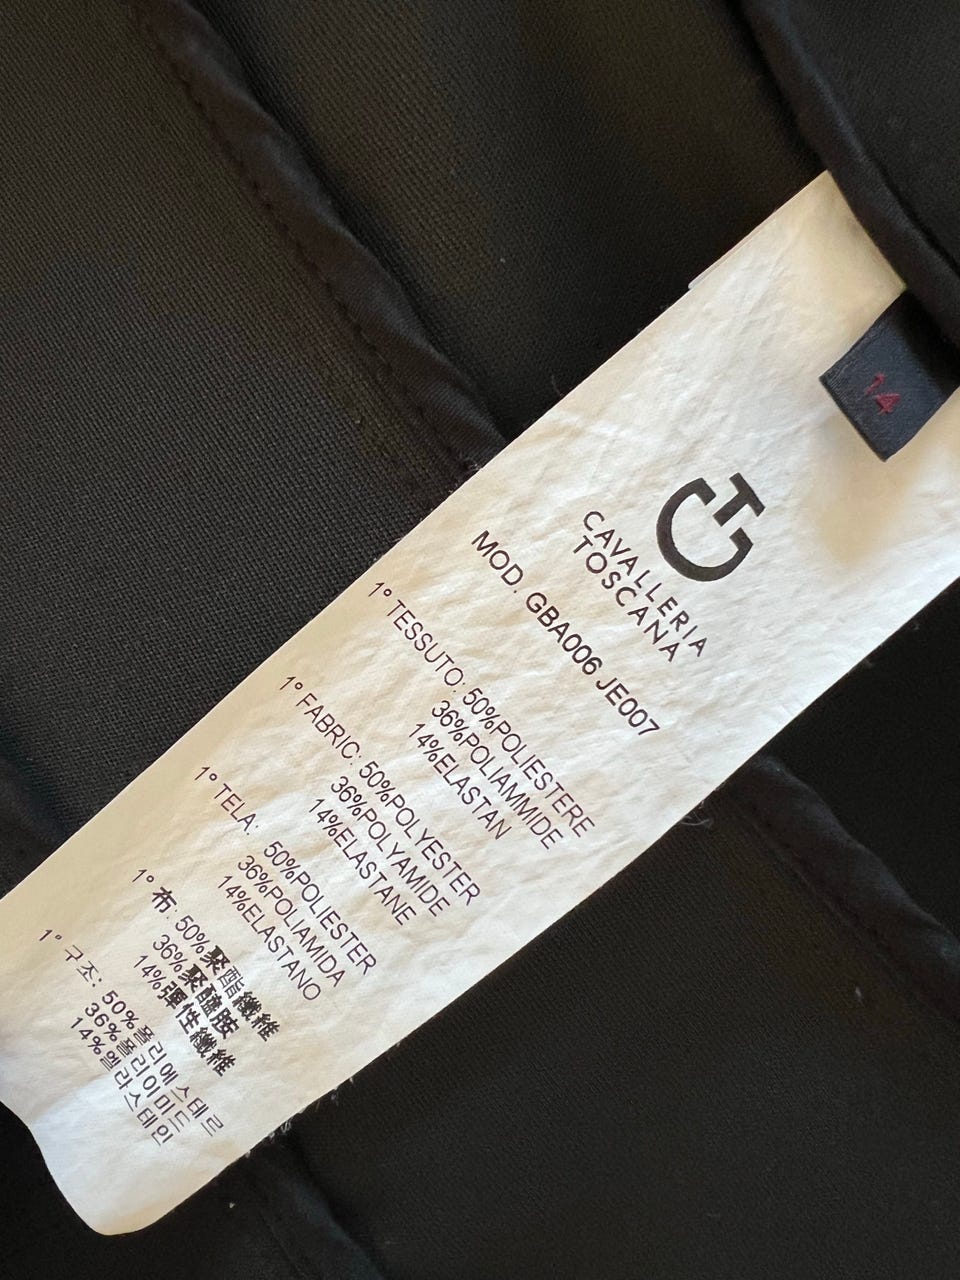 14
CAVALLERIA
TOSCANA
MOD. GBA006 JE007
1° TESSUTO: 50%POLIESTERE
36%POLIAMMIDE
14%ELASTAN
1° FABRIC: 50%POLYESTER
36%POLYAMIDE
14%ELASTANE
1° TELA: 50%POLIESTER
36%POLIAMIDA
14%ELASTANO
1° 布: 50%聚酯纖維
36%聚醯胺
14%彈性纖維
1° 구조: 50%폴리에스테르
36%폴리이미드
14%엘라스테인